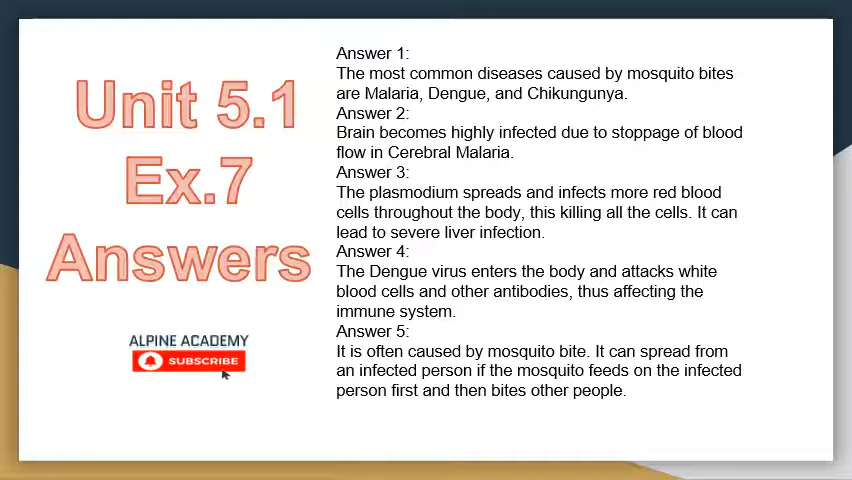 Unit 5.1
Ex.7
Answers
ALPINE ACADEMY
SUBSCRIBE
Answer 1:
The most common diseases caused by mosquito bites
are Malaria, Dengue, and Chikungunya.
Answer 2:
Brain becomes highly infected due to stoppage of blood
flow in Cerebral Malaria.
Answer 3:
The plasmodium spreads and infects more red blood
cells throughout the body, this killing all the cells. It can
lead to severe liver infection.
Answer 4:
The Dengue virus enters the body and attacks white
blood cells and other antibodies, thus affecting the
immune system.
Answer 5:
It is often caused by mosquito bite. It can spread from
an infected person if the mosquito feeds on the infected
person first and then bites other people.